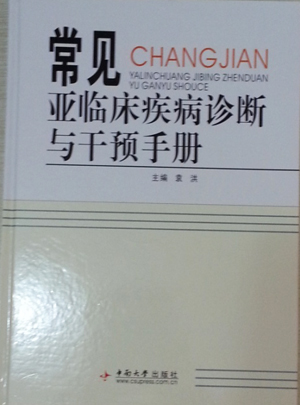 常见
CHANGJIAN
YALINCHUANG JIBING ZHENDUAN
YU GANYU SHOUCE
亚临床疾病诊断
与干预手册
主编 袁洪
中南大学出版社
www.csupress.com.cn